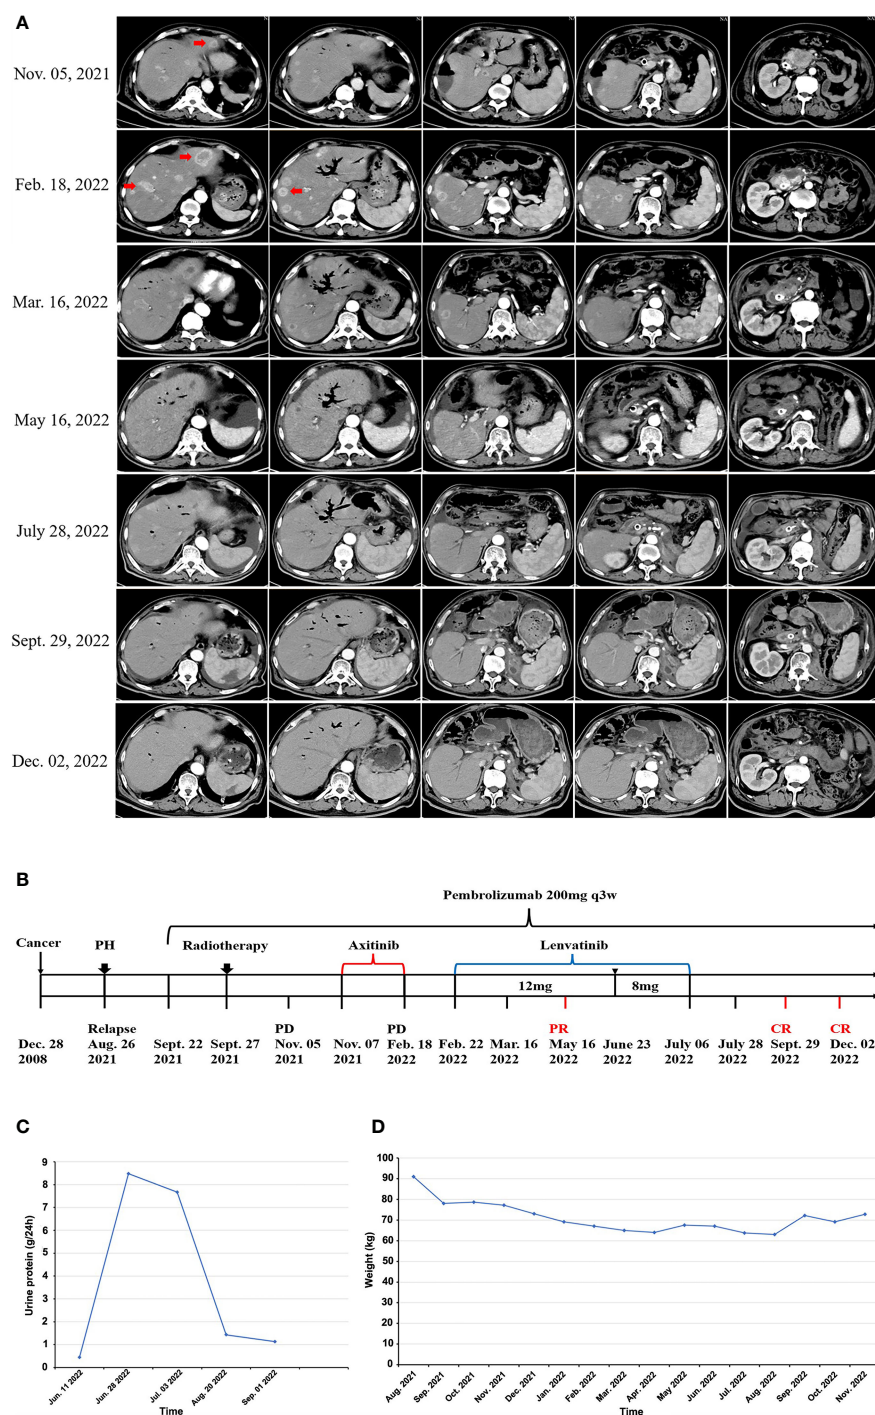 A
Nov. 05, 2021
Feb. 18, 2022
Mar. 16, 2022
May 16, 2022
July 28, 2022
Sept. 29, 2022
Dec. 02, 2022
B
Pembrolizumab 200mg q3w
Cancer PH Radiotherapy Axitinib Lenvatinib
12mg 8mg
Relapse PD PD PR CR CR
Dec. 28 Aug. 26 Sept. 22 Sept. 27 Nov. 05 Nov. 07 Feb. 18 Feb. 22 Mar. 16 May 16 June 23 July 06 July 28 Sept. 29 Dec. 02
2008 2021 2021 2021 2021 2021 2022 2022 2022 2022 2022 2022 2022 2022 2022
C
Urine protein (g/24h)
9
8
7
6
5
4
3
2
1
0
Jun. 11 2022 Jun. 28 2022 Jul. 03 2022 Aug. 20 2022 Sep. 01 2022
Time
D
Weight (kg)
100
90
80
70
60
50
40
30
20
10
0
Aug. 2021 Sep. 2021 Oct. 2021 Nov. 2021 Dec. 2021 Jan. 2022 Feb. 2022 Mar. 2022 Apr. 2022 May 2022 Jun. 2022 Jul. 2022 Aug. 2022 Sep. 2022 Oct. 2022 Nov. 2022
Time